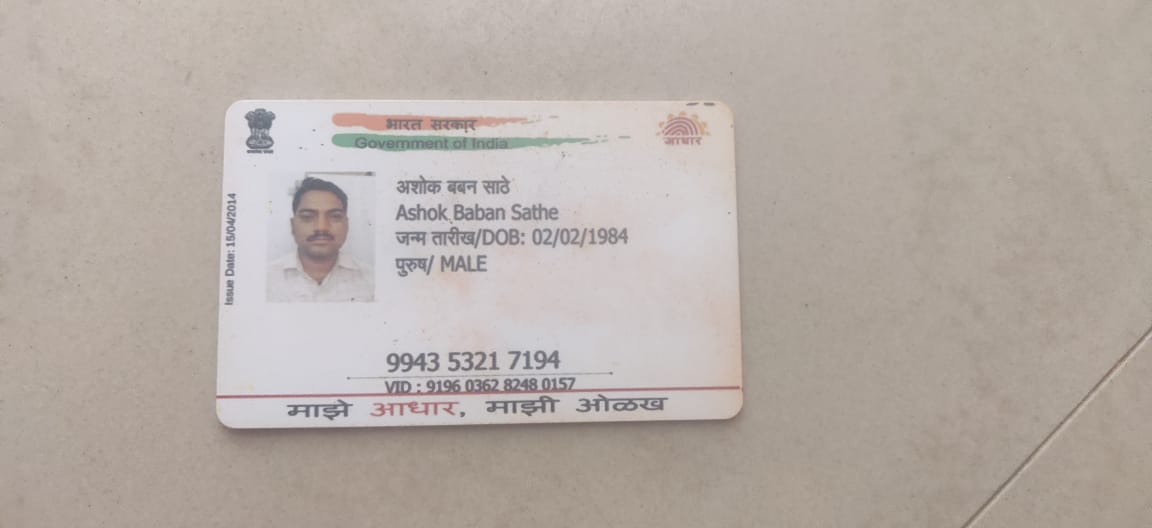 भारत सरकार
Government of India
आधार
Issue Date: 15/04/2014
अशोक बबन साठे
Ashok Baban Sathe
जन्म तारीख/DOB: 02/02/1984
पुरुष/ MALE
9943 5321 7194
VID : 9196 0362 8248 0157
माझे आधार, माझी ओळख